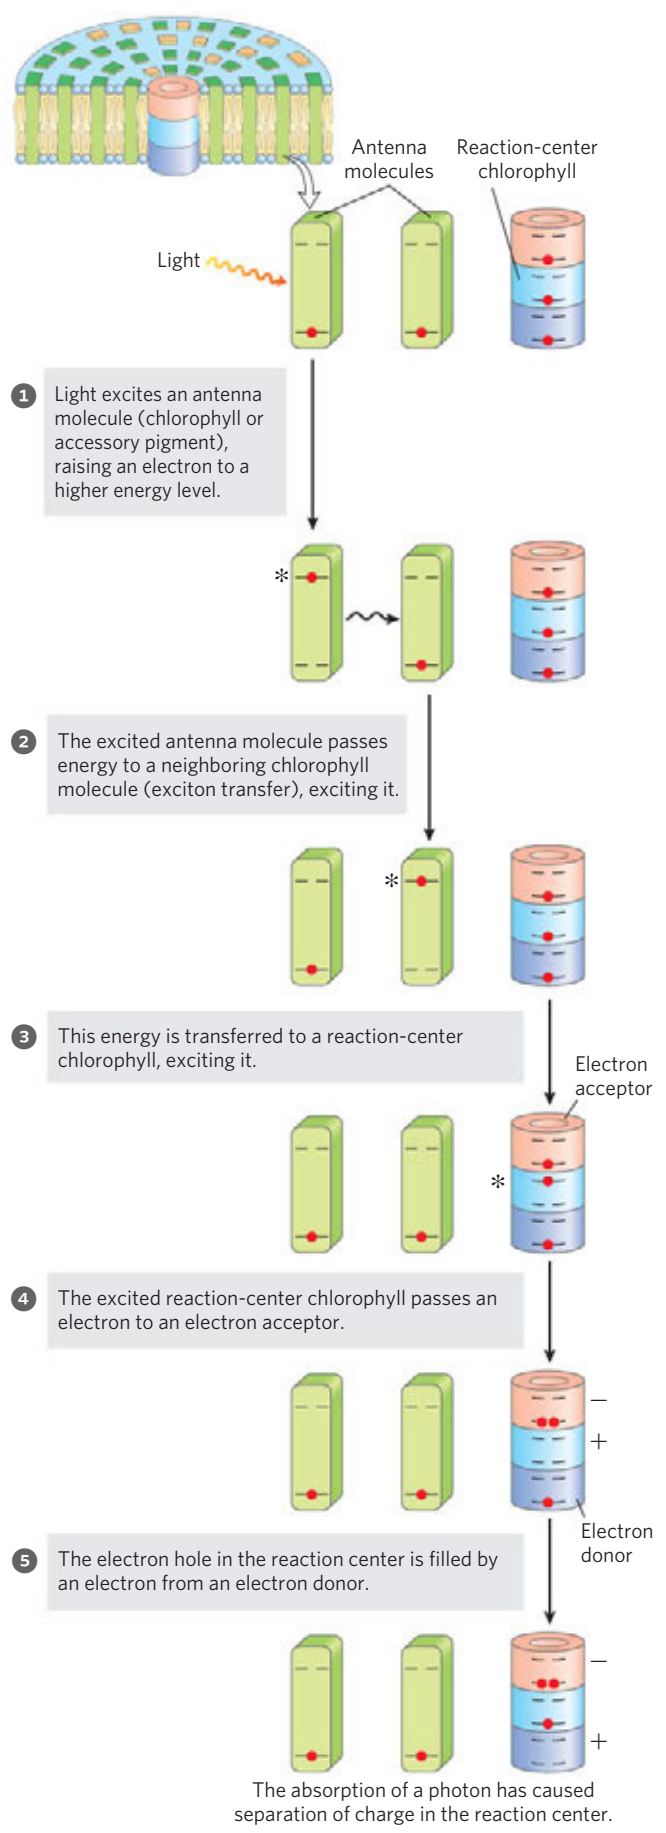 Antenna
molecules
Reaction-center
chlorophyll
Light
1 Light excites an antenna
molecule (chlorophyll or
accessory pigment),
raising an electron to a
higher energy level.
*
2 The excited antenna molecule passes
energy to a neighboring chlorophyll
molecule (exciton transfer), exciting it.
*
3 This energy is transferred to a reaction-center
chlorophyll, exciting it.
Electron
acceptor
*
4 The excited reaction-center chlorophyll passes an
electron to an electron acceptor.
−
+
Electron
donor
5 The electron hole in the reaction center is filled by
an electron from an electron donor.
−
+
The absorption of a photon has caused
separation of charge in the reaction center.